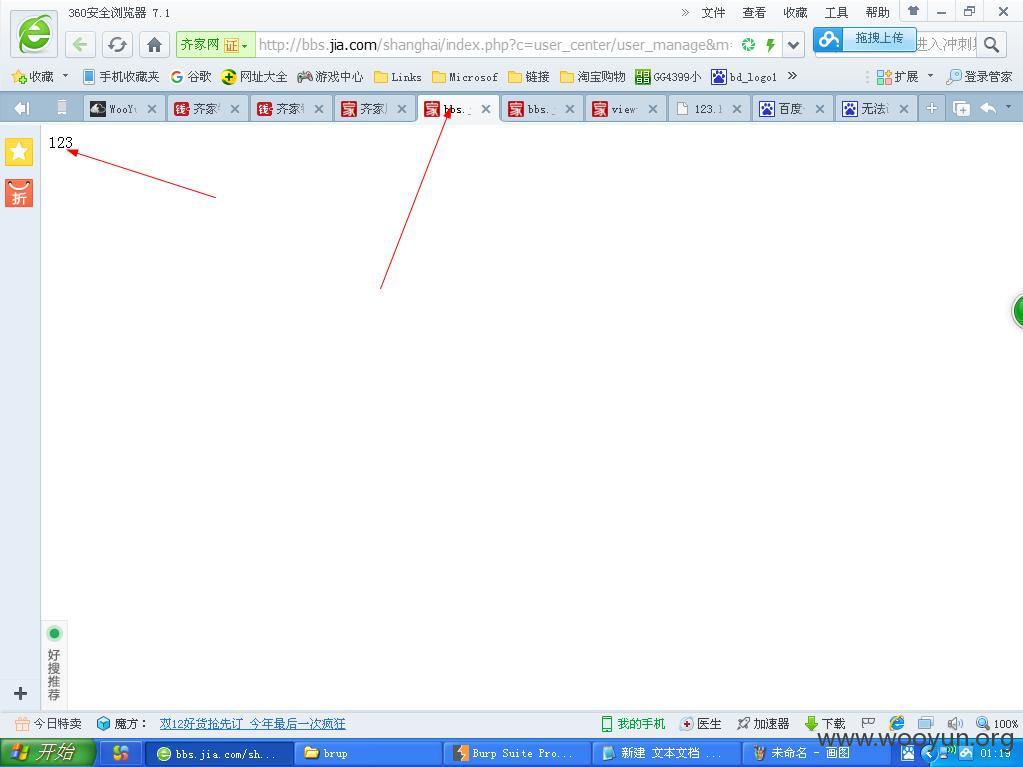 360安全浏览器 7.1
文件 查看 收藏 工具 帮助
齐家网 证 http://bbs.jia.com/shanghai/index.php?c=user_center/user_manage&m 拖拽上传
收藏 手机收藏夹 谷歌 网址大全 游戏中心 Links Microsof 链接 淘宝购物 GG4399小 bd_logo1 扩展 登录管家
WooY 齐家 齐家 齐家 bbs. bbs. view 123. 百度 无法
123
折
好搜推荐
今日特卖 魔方: 双12好货抢先订 今年最后一次疯狂 我的手机 医生 加速器 下载 100%
www.wooyun.org
开始 bbs.jia.com/sh... brup Burp Suite Pro... 新建 文本文档 ... 未命名 - 画图 01:19